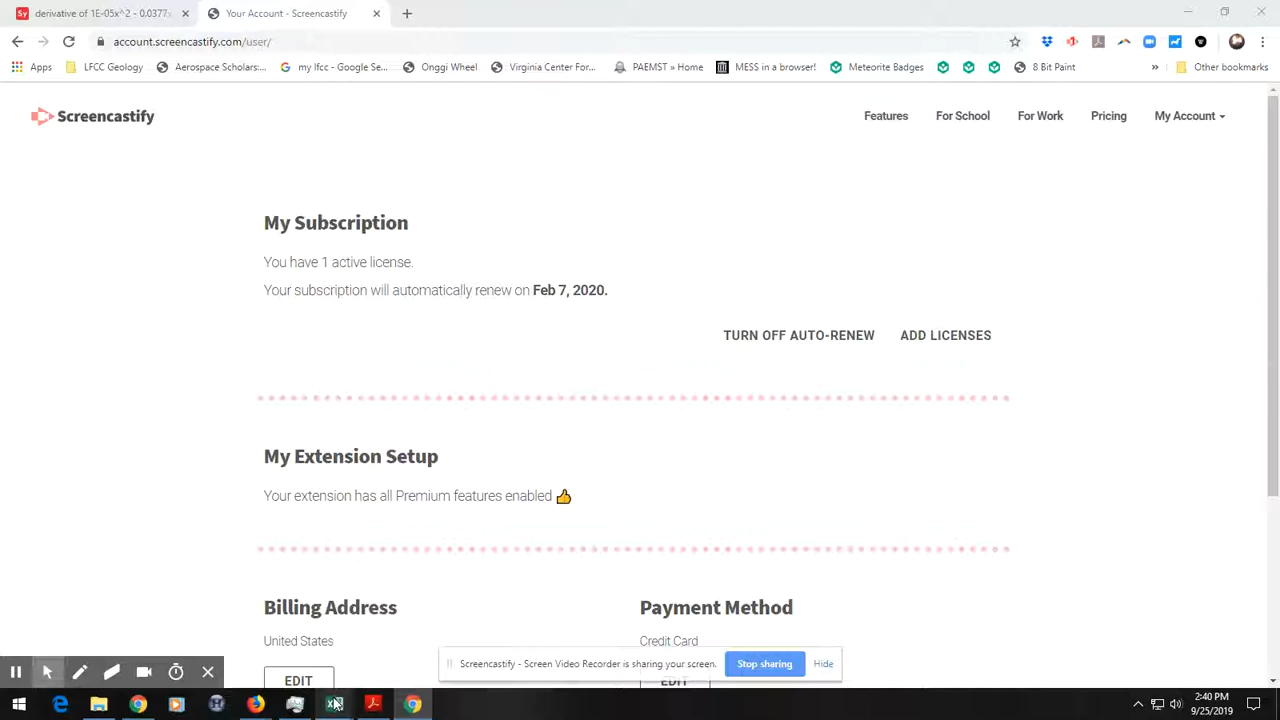 Sy derivative of 1E-05x^2 - 0.0377x
Your Account - Screencastify
account.screencastify.com/user/
Apps
LFCC Geology
Aerospace Scholars:...
my lfcc - Google Se...
Onggi Wheel
Virginia Center For...
PAEMST » Home
MESS in a browser!
Meteorite Badges
8 Bit Paint
»
Other bookmarks
Screencastify
Features
For School
For Work
Pricing
My Account
My Subscription
You have 1 active license.
Your subscription will automatically renew on Feb 7, 2020.
TURN OFF AUTO-RENEW
ADD LICENSES
My Extension Setup
Your extension has all Premium features enabled 👍
Billing Address
Payment Method
United States
Credit Card
Screencastify - Screen Video Recorder is sharing your screen.
Stop sharing
Hide
EDIT
EDIT
2:40 PM
9/25/2019